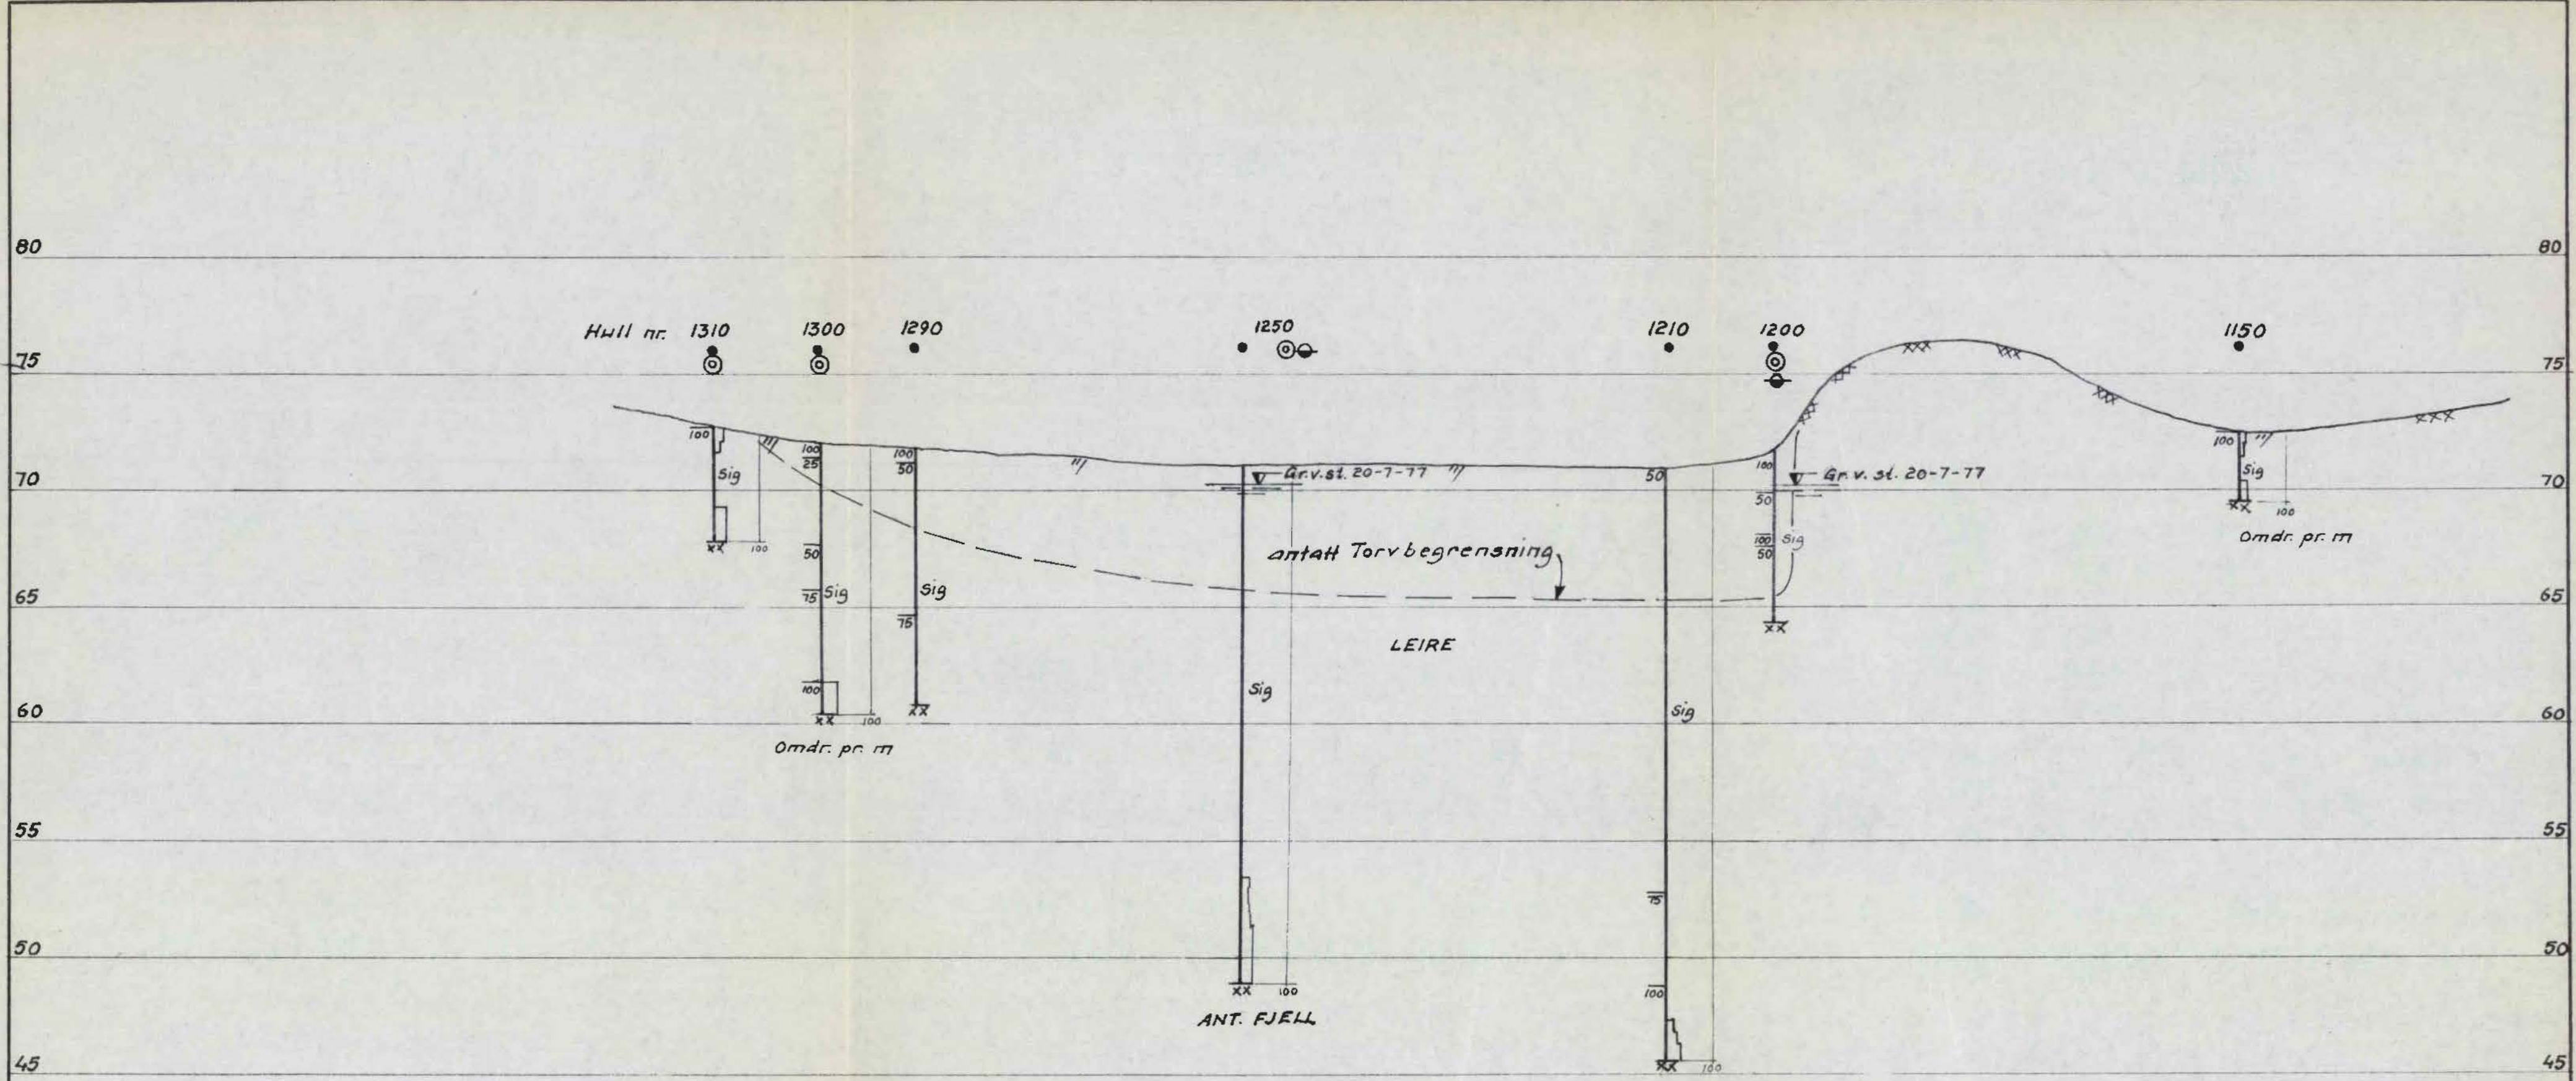 80 80
Hull nr. 1310 1300 1290 1250 1210 1200 1150
75 75
100 100 25 100 50 50 100 100
Sig Gr.v.st. 20-7-77 Gr.v.st. 20-7-77 Sig
70 70
50 100
50 antatt Torvbegrensning 100 50 Sig Omdr. pr. m
100
75 Sig Sig
65 65
75
LEIRE
100 Sig
60 Sig 60
100
Omdr. pr. m
55 55
75
50 50
100 100
ANT. FJELL
45 100 45